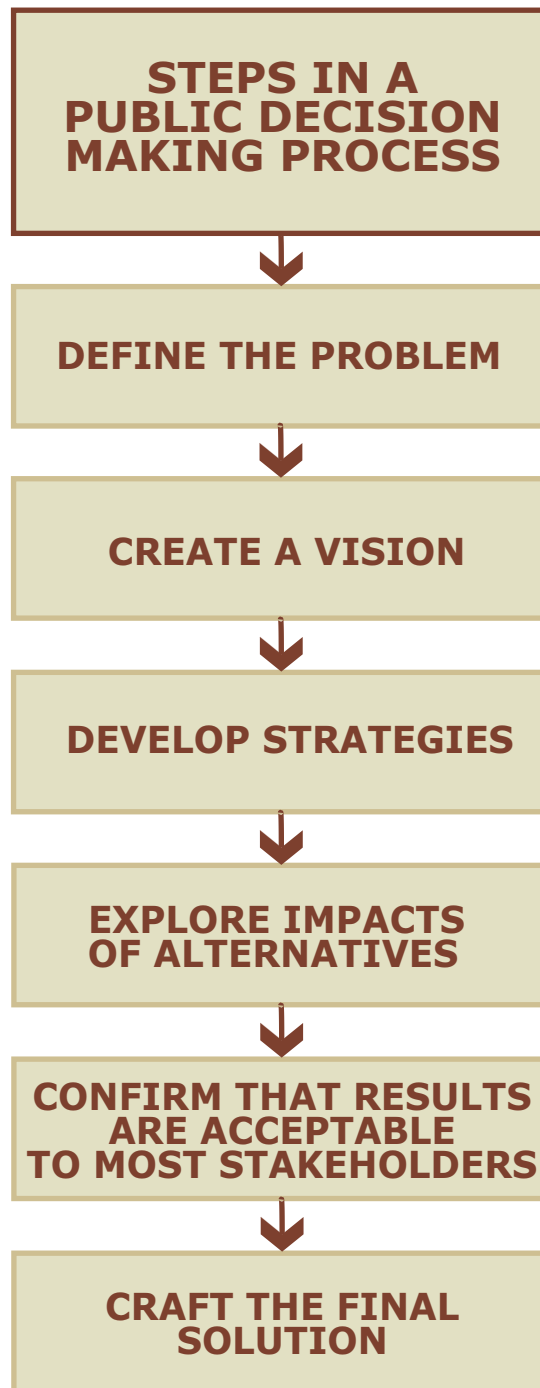 STEPS IN A
PUBLIC DECISION
MAKING PROCESS
DEFINE THE PROBLEM
CREATE A VISION
DEVELOP STRATEGIES
EXPLORE IMPACTS
OF ALTERNATIVES
CONFIRM THAT RESULTS
ARE ACCEPTABLE
TO MOST STAKEHOLDERS
CRAFT THE FINAL
SOLUTION